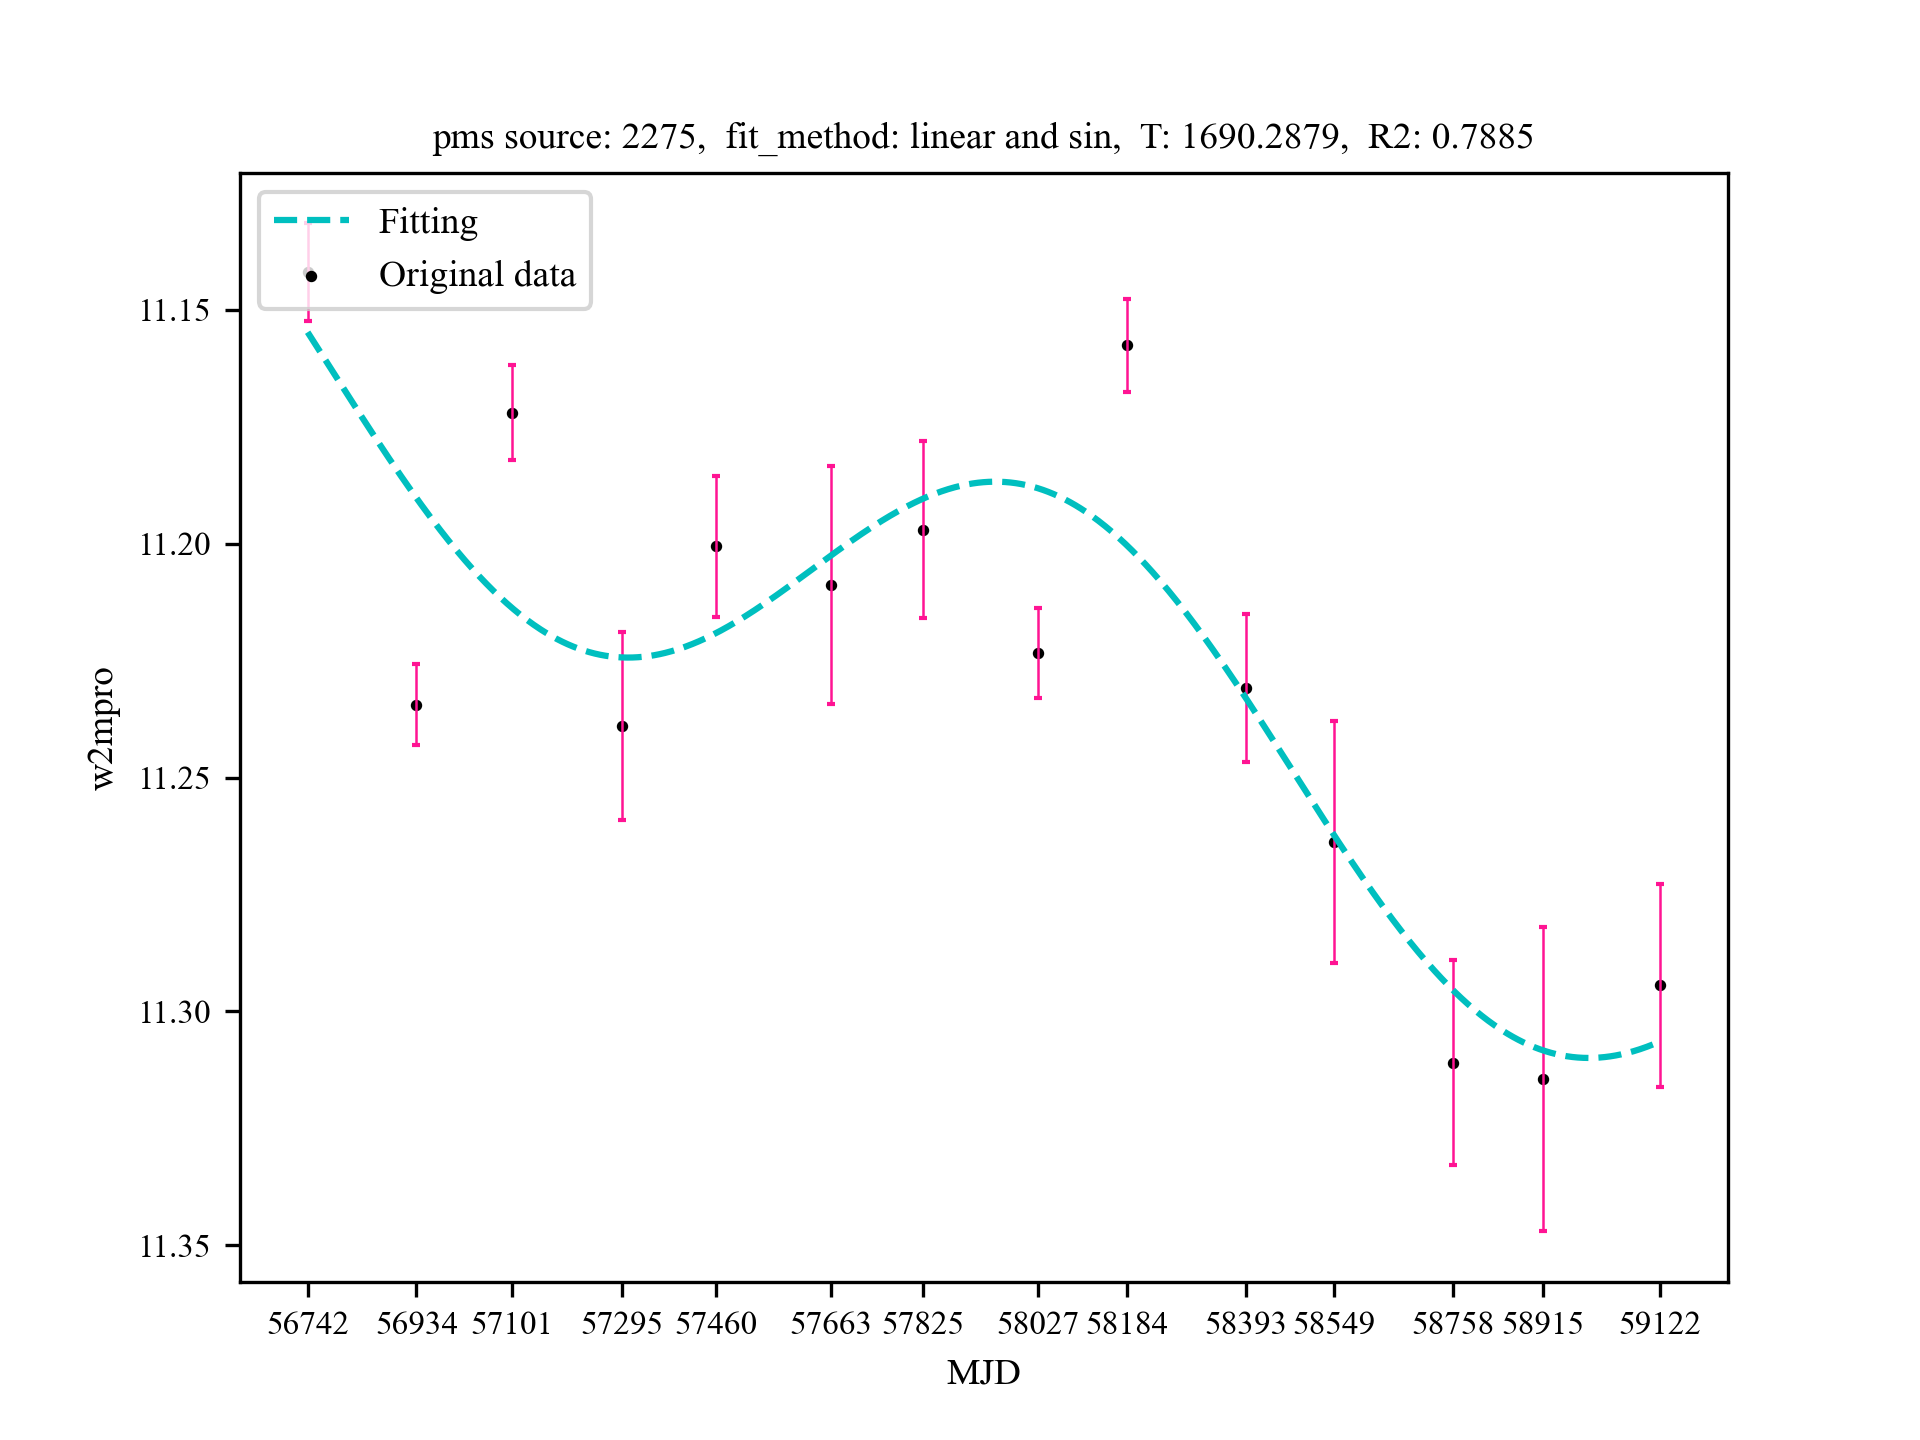 pms source: 2275,  fit_method: linear and sin,  T: 1690.2879,  R2: 0.7885
Fitting
Original data
11.15
11.20
11.25
11.30
11.35
w2mpro
56742 56934 57101 57295 57460 57663 57825 58027 58184 58393 58549 58758 58915 59122
MJD